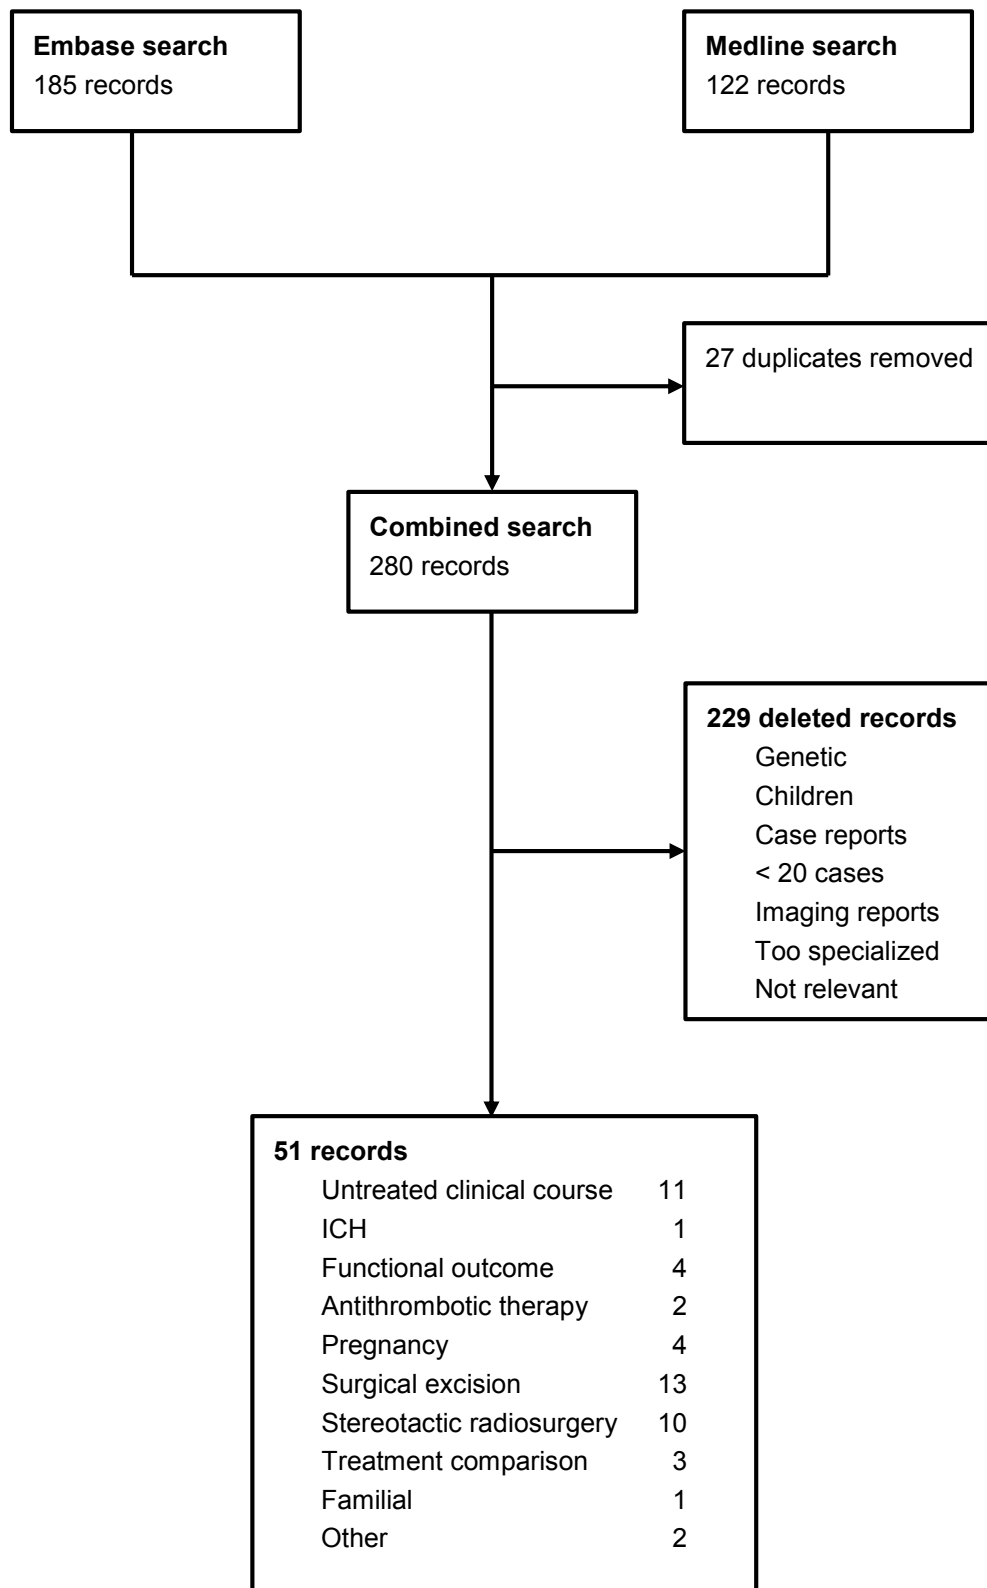 Embase search
185 records
Medline search
122 records
27 duplicates removed
Combined search
280 records
229 deleted records
Genetic
Children
Case reports
< 20 cases
Imaging reports
Too specialized
Not relevant
51 records
Untreated clinical course 11
ICH 1
Functional outcome 4
Antithrombotic therapy 2
Pregnancy 4
Surgical excision 13
Stereotactic radiosurgery 10
Treatment comparison 3
Familial 1
Other 2